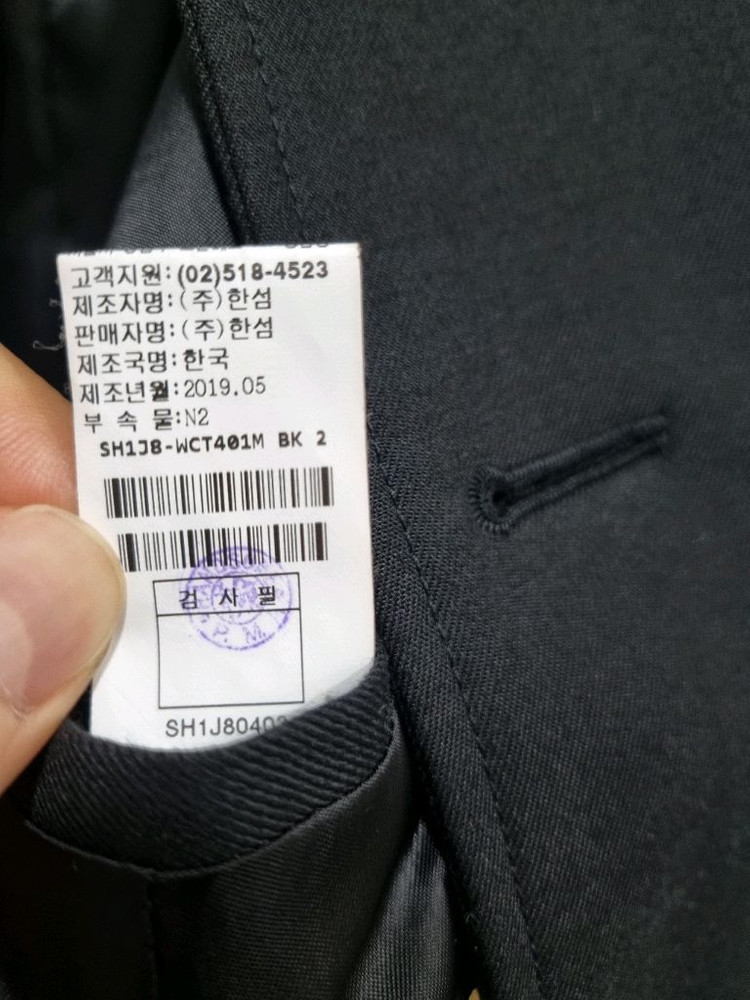 고객지원:(02)518-4523
제조자명:(주)한섬
판매자명:(주)한섬
제조국명:한국
제조년월:2019.05
부 속 물:N2
SH1J8-WCT401M BK 2
검 사 필
P. M.
SH1J80402